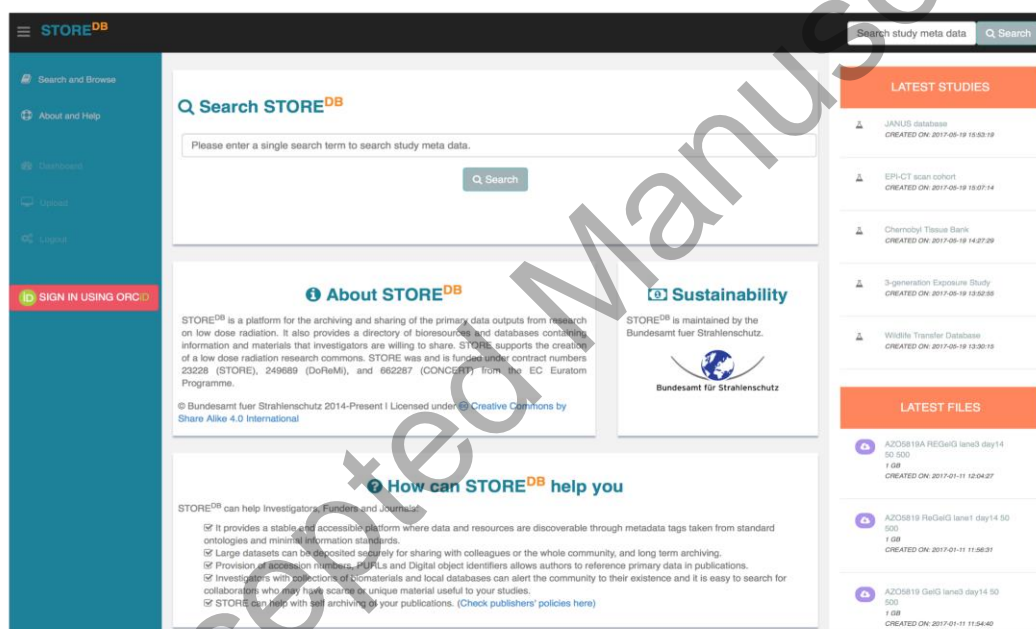 STORE^DB
Search study meta data
Search
Search and Browse
About and Help
Dashboard
Upload
Logout
iD SIGN IN USING ORCiD
Search STORE^DB
Please enter a single search term to search study meta data.
Search
About STORE^DB
STORE^DB is a platform for the archiving and sharing of the primary data outputs from research
on low dose radiation. It also provides a directory of bioresources and databases containing
information and materials that investigators are willing to share. STORE supports the creation
of a low dose radiation research commons. STORE was and is funded under contract numbers
23228 (STORE), 249689 (DoReMi), and 662287 (CONCERT) from the EC Euratom
Programme.
© Bundesamt fuer Strahlenschutz 2014-Present | Licensed under Creative Commons by
Share Alike 4.0 International
Sustainability
STORE^DB is maintained by the
Bundesamt fuer Strahlenschutz.
Bundesamt für Strahlenschutz
How can STORE^DB help you
STORE^DB can help Investigators, Funders and Journals!
It provides a stable and accessible platform where data and resources are discoverable through metadata tags taken from standard
ontologies and minimal information standards.
Large datasets can be deposited securely for sharing with colleagues or the whole community, and long term archiving.
Provision of accession numbers, PURLs and Digital object identifiers allows authors to reference primary data in publications.
Investigators with collections of biomaterials and local databases can alert the community to their existence and it is easy to search for
collaborators who may have scarce or unique material useful to your studies.
STORE can help with self archiving of your publications. (Check publishers' policies here)
LATEST STUDIES
JANUS database
CREATED ON: 2017-05-19 15:53:19
EPI-CT scan cohort
CREATED ON: 2017-05-19 15:07:14
Chernobyl Tissue Bank
CREATED ON: 2017-05-19 14:27:29
3-generation Exposure Study
CREATED ON: 2017-05-19 13:52:55
Wildlife Transfer Database
CREATED ON: 2017-05-19 13:30:15
LATEST FILES
AZO5819A REGelG lane3 day14
50 500
1 GB
CREATED ON: 2017-01-11 12:04:27
AZO5819 ReGelG lane1 day14 50
500
1 GB
CREATED ON: 2017-01-11 11:56:31
AZO5819 GelG lane3 day14 50
500
1 GB
CREATED ON: 2017-01-11 11:54:40
cepted Manus